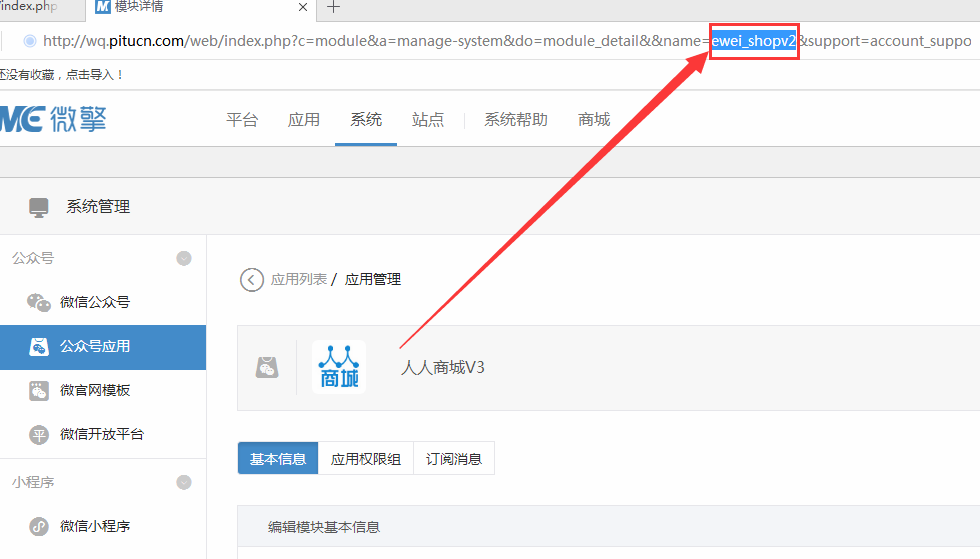 /index.php
模块详情
http://wq.pitucn.com/web/index.php?c=module&a=manage-system&do=module_detail&&name=ewei_shopv2&support=account_suppo
还没有收藏，点击导入！
微擎
平台 应用 系统 站点 系统帮助 商城
系统管理
公众号
微信公众号
公众号应用
微官网模板
微信开放平台
小程序
微信小程序
应用列表 / 应用管理
商城
人人商城V3
基本信息 应用权限组 订阅消息
编辑模块基本信息